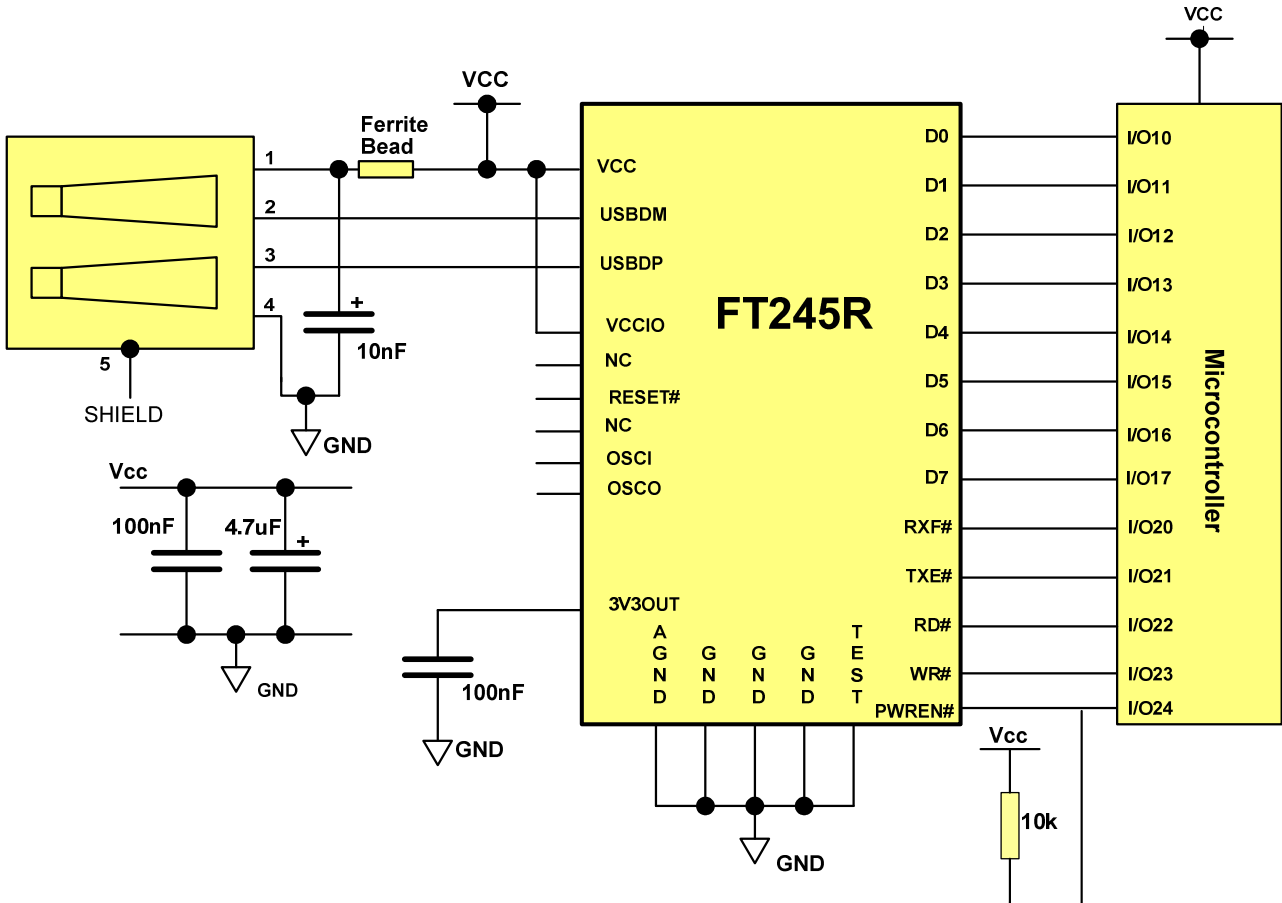 VCC
VCC
Ferrite
Bead
1
2
3
4
5
SHIELD
+
10nF
GND
Vcc
100nF
4.7uF
+
GND
VCC
USBDM
USBDP
VCCIO
NC
RESET#
NC
OSCI
OSCO
3V3OUT
100nF
GND
FT245R
AGND
GND
GND
GND
TEST
GND
D0
D1
D2
D3
D4
D5
D6
D7
RXF#
TXE#
RD#
WR#
PWREN#
I/O10
I/O11
I/O12
I/O13
I/O14
I/O15
I/O16
I/O17
I/O20
I/O21
I/O22
I/O23
I/O24
Microcontroller
Vcc
10k